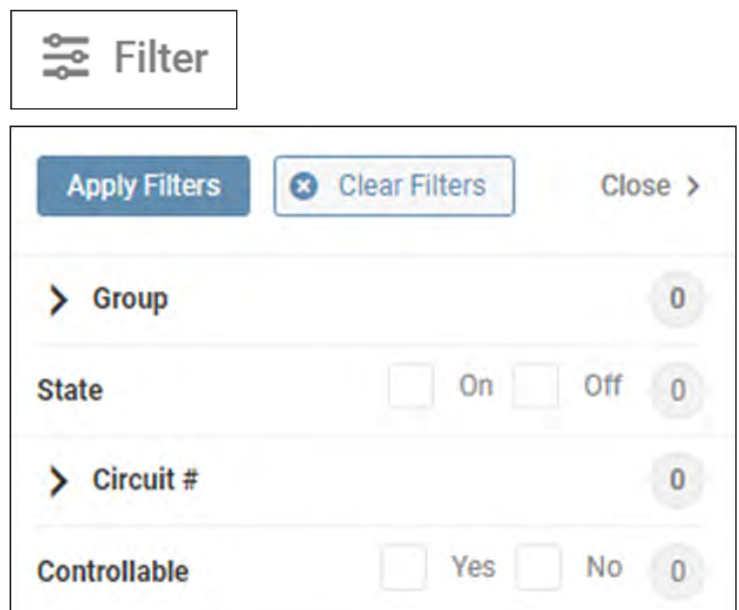 Filter
Apply Filters Clear Filters Close >
> Group 0
State On Off 0
> Circuit # 0
Controllable Yes No 0